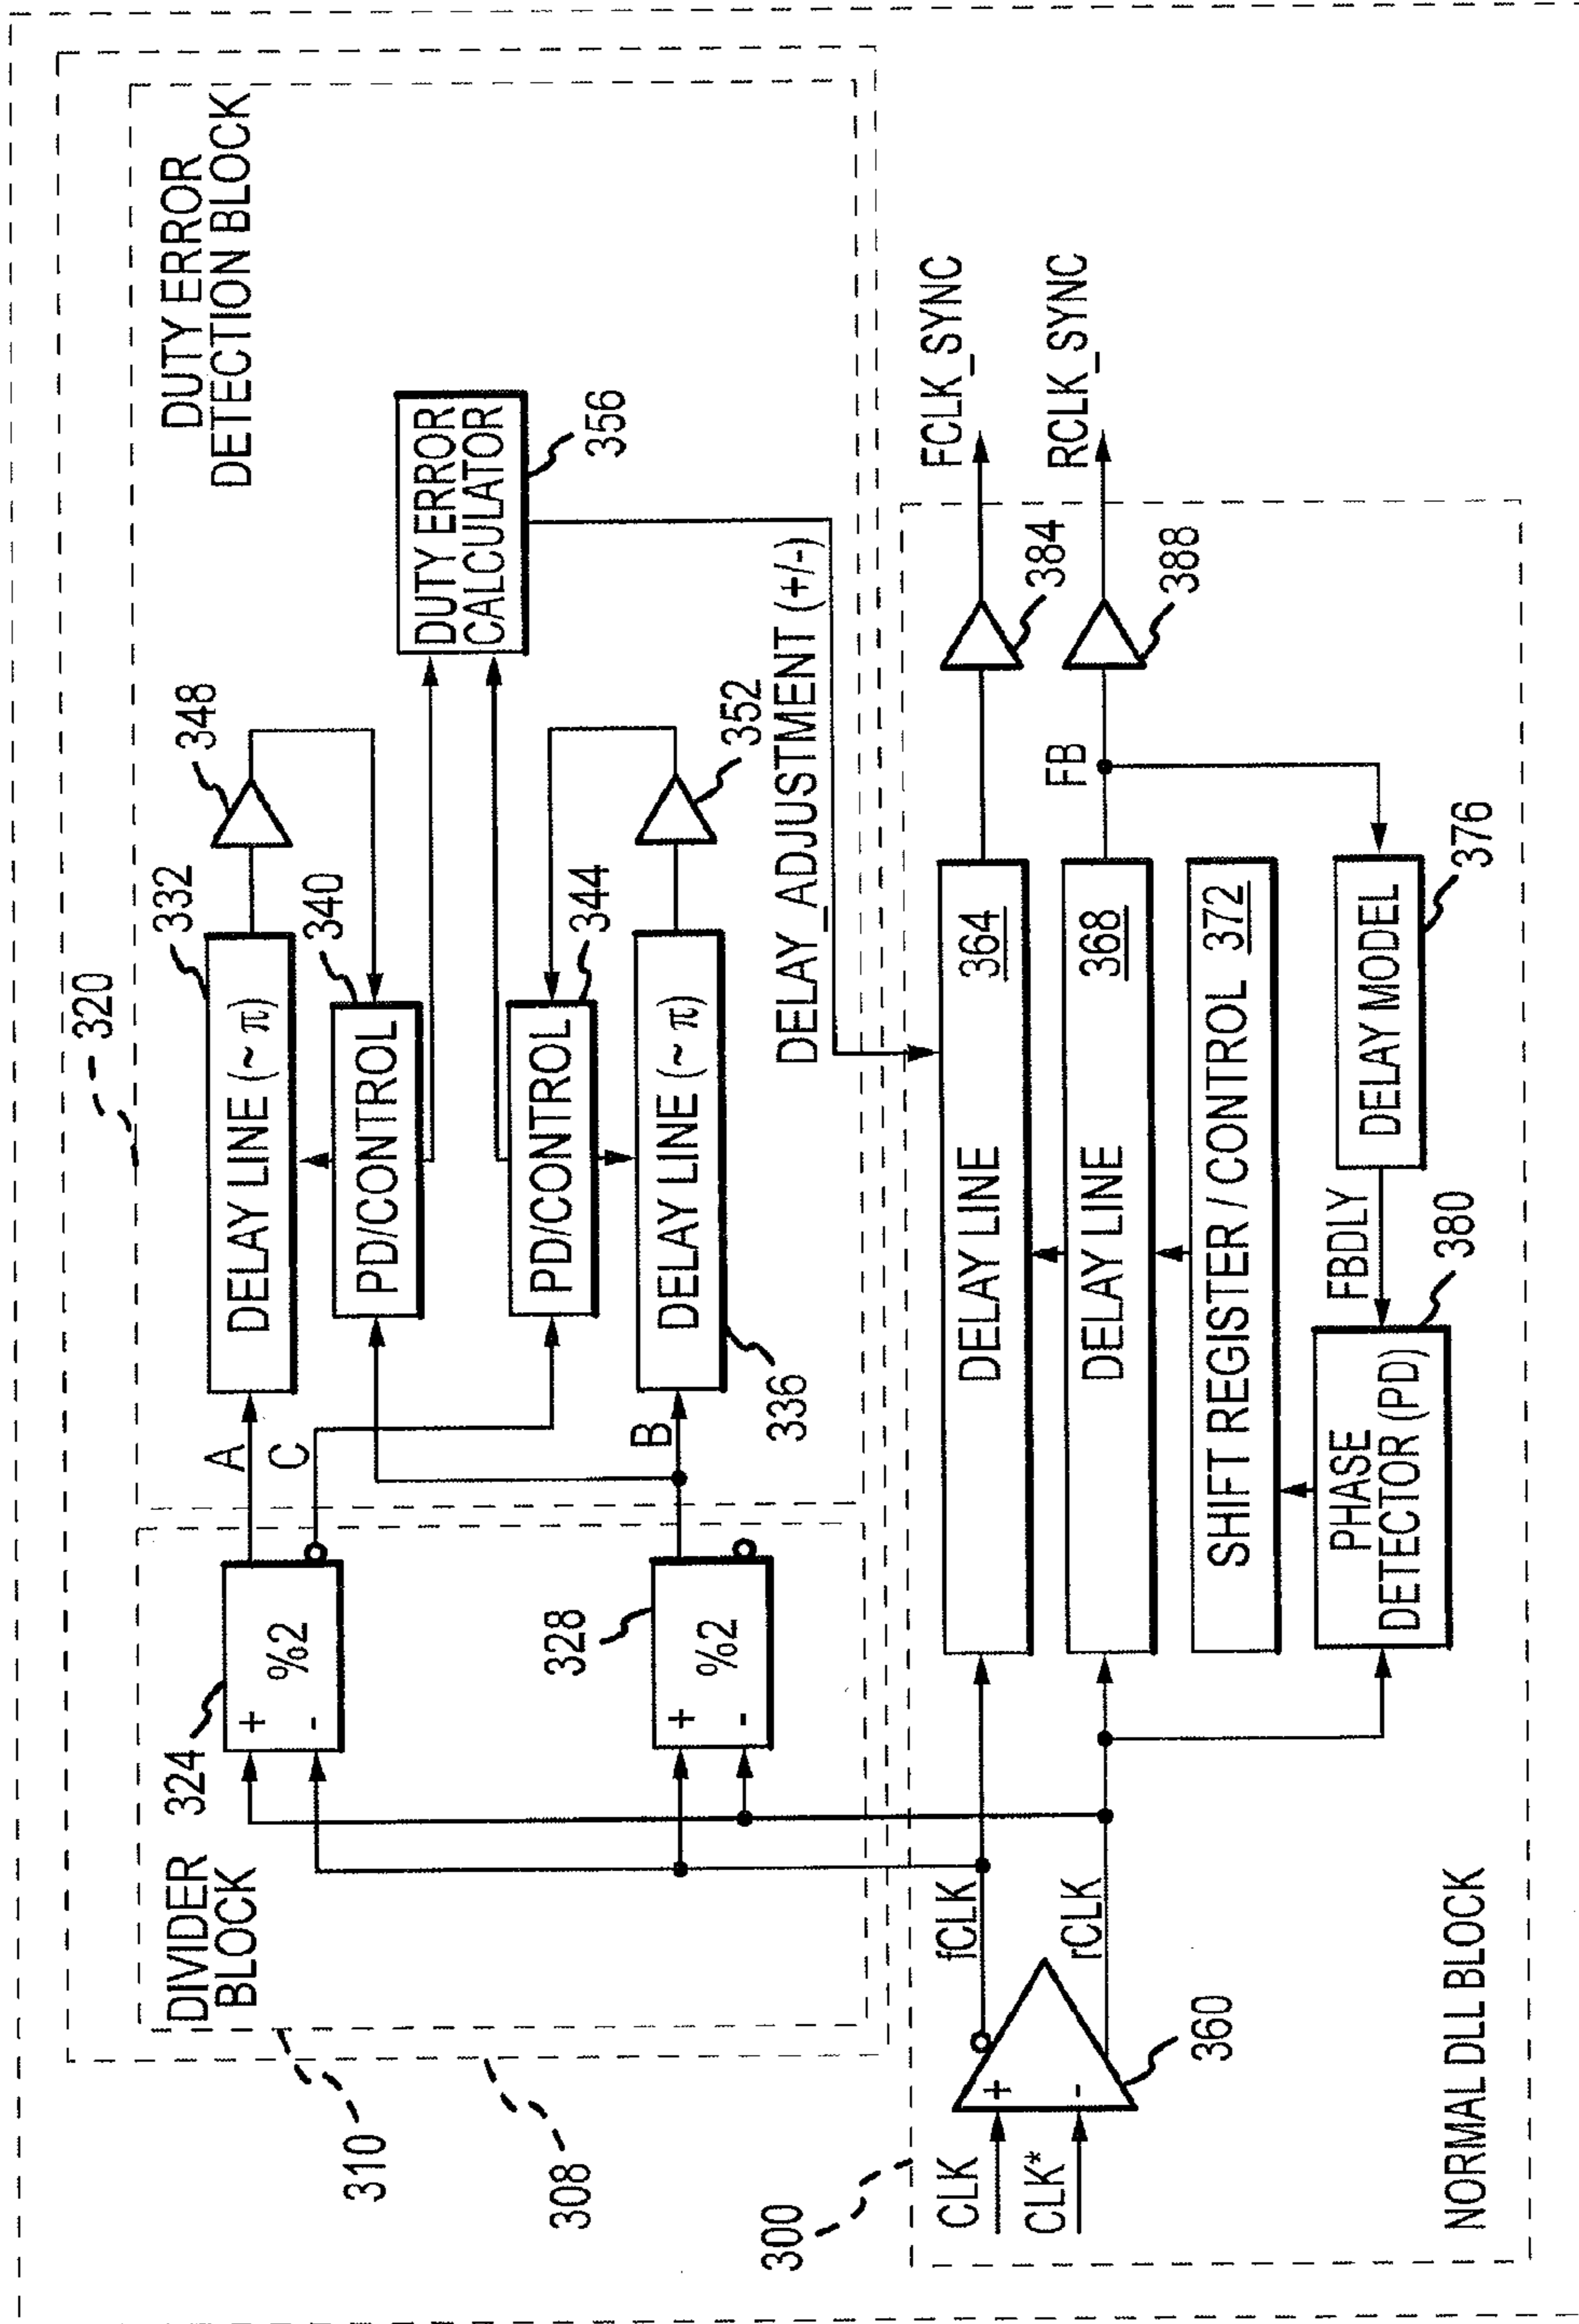 DUTY ERROR
DETECTION BLOCK
320
332
348
DELAY LINE (~ π)
340
PD/CONTROL
DUTY ERROR
CALCULATOR
356
344
PD/CONTROL
352
DELAY LINE (~ π)
336
A
C
B
DIVIDER
BLOCK
324
+
-
%2
328
+
-
%2
310
308
DELAY_ADJUSTMENT (+/-)
300
CLK
CLK*
+
-
360
fCLK
rCLK
DELAY LINE 364
DELAY LINE 368
SHIFT REGISTER / CONTROL 372
PHASE
DETECTOR (PD)
380
FBDLY
DELAY MODEL
376
FB
384
388
FCLK_SYNC
RCLK_SYNC
NORMAL DLL BLOCK